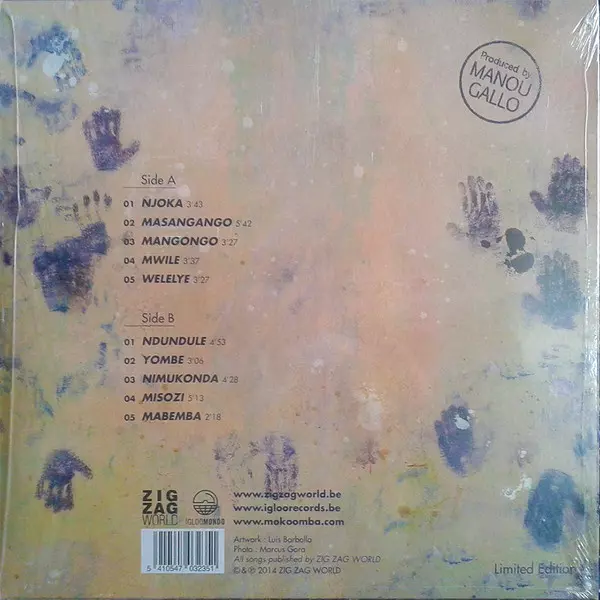 Produced by
MANOU
GALLO
Side A
01 NJOKA 3'43
02 MASANGANGO 5'42
03 MANGONGO 3'27
04 MWILE 3'37
05 WELELYE 3'27
Side B
01 NDUNDULE 4'53
02 YOMBE 3'06
03 NIMUKONDA 4'28
04 MISOZI 5'13
05 MABEMBA 2'18
ZIG
ZAG
WORLD
IGLOOMONDO
www.zigzagworld.be
www.igloorecords.be
www.mokoomba.com
Artwork : Luis Barbolla
Photo : Marcus Gora
All songs published by ZIG ZAG WORLD
© & ℗ 2014 ZIG ZAG WORLD
5 410547 032351
Limited Edition